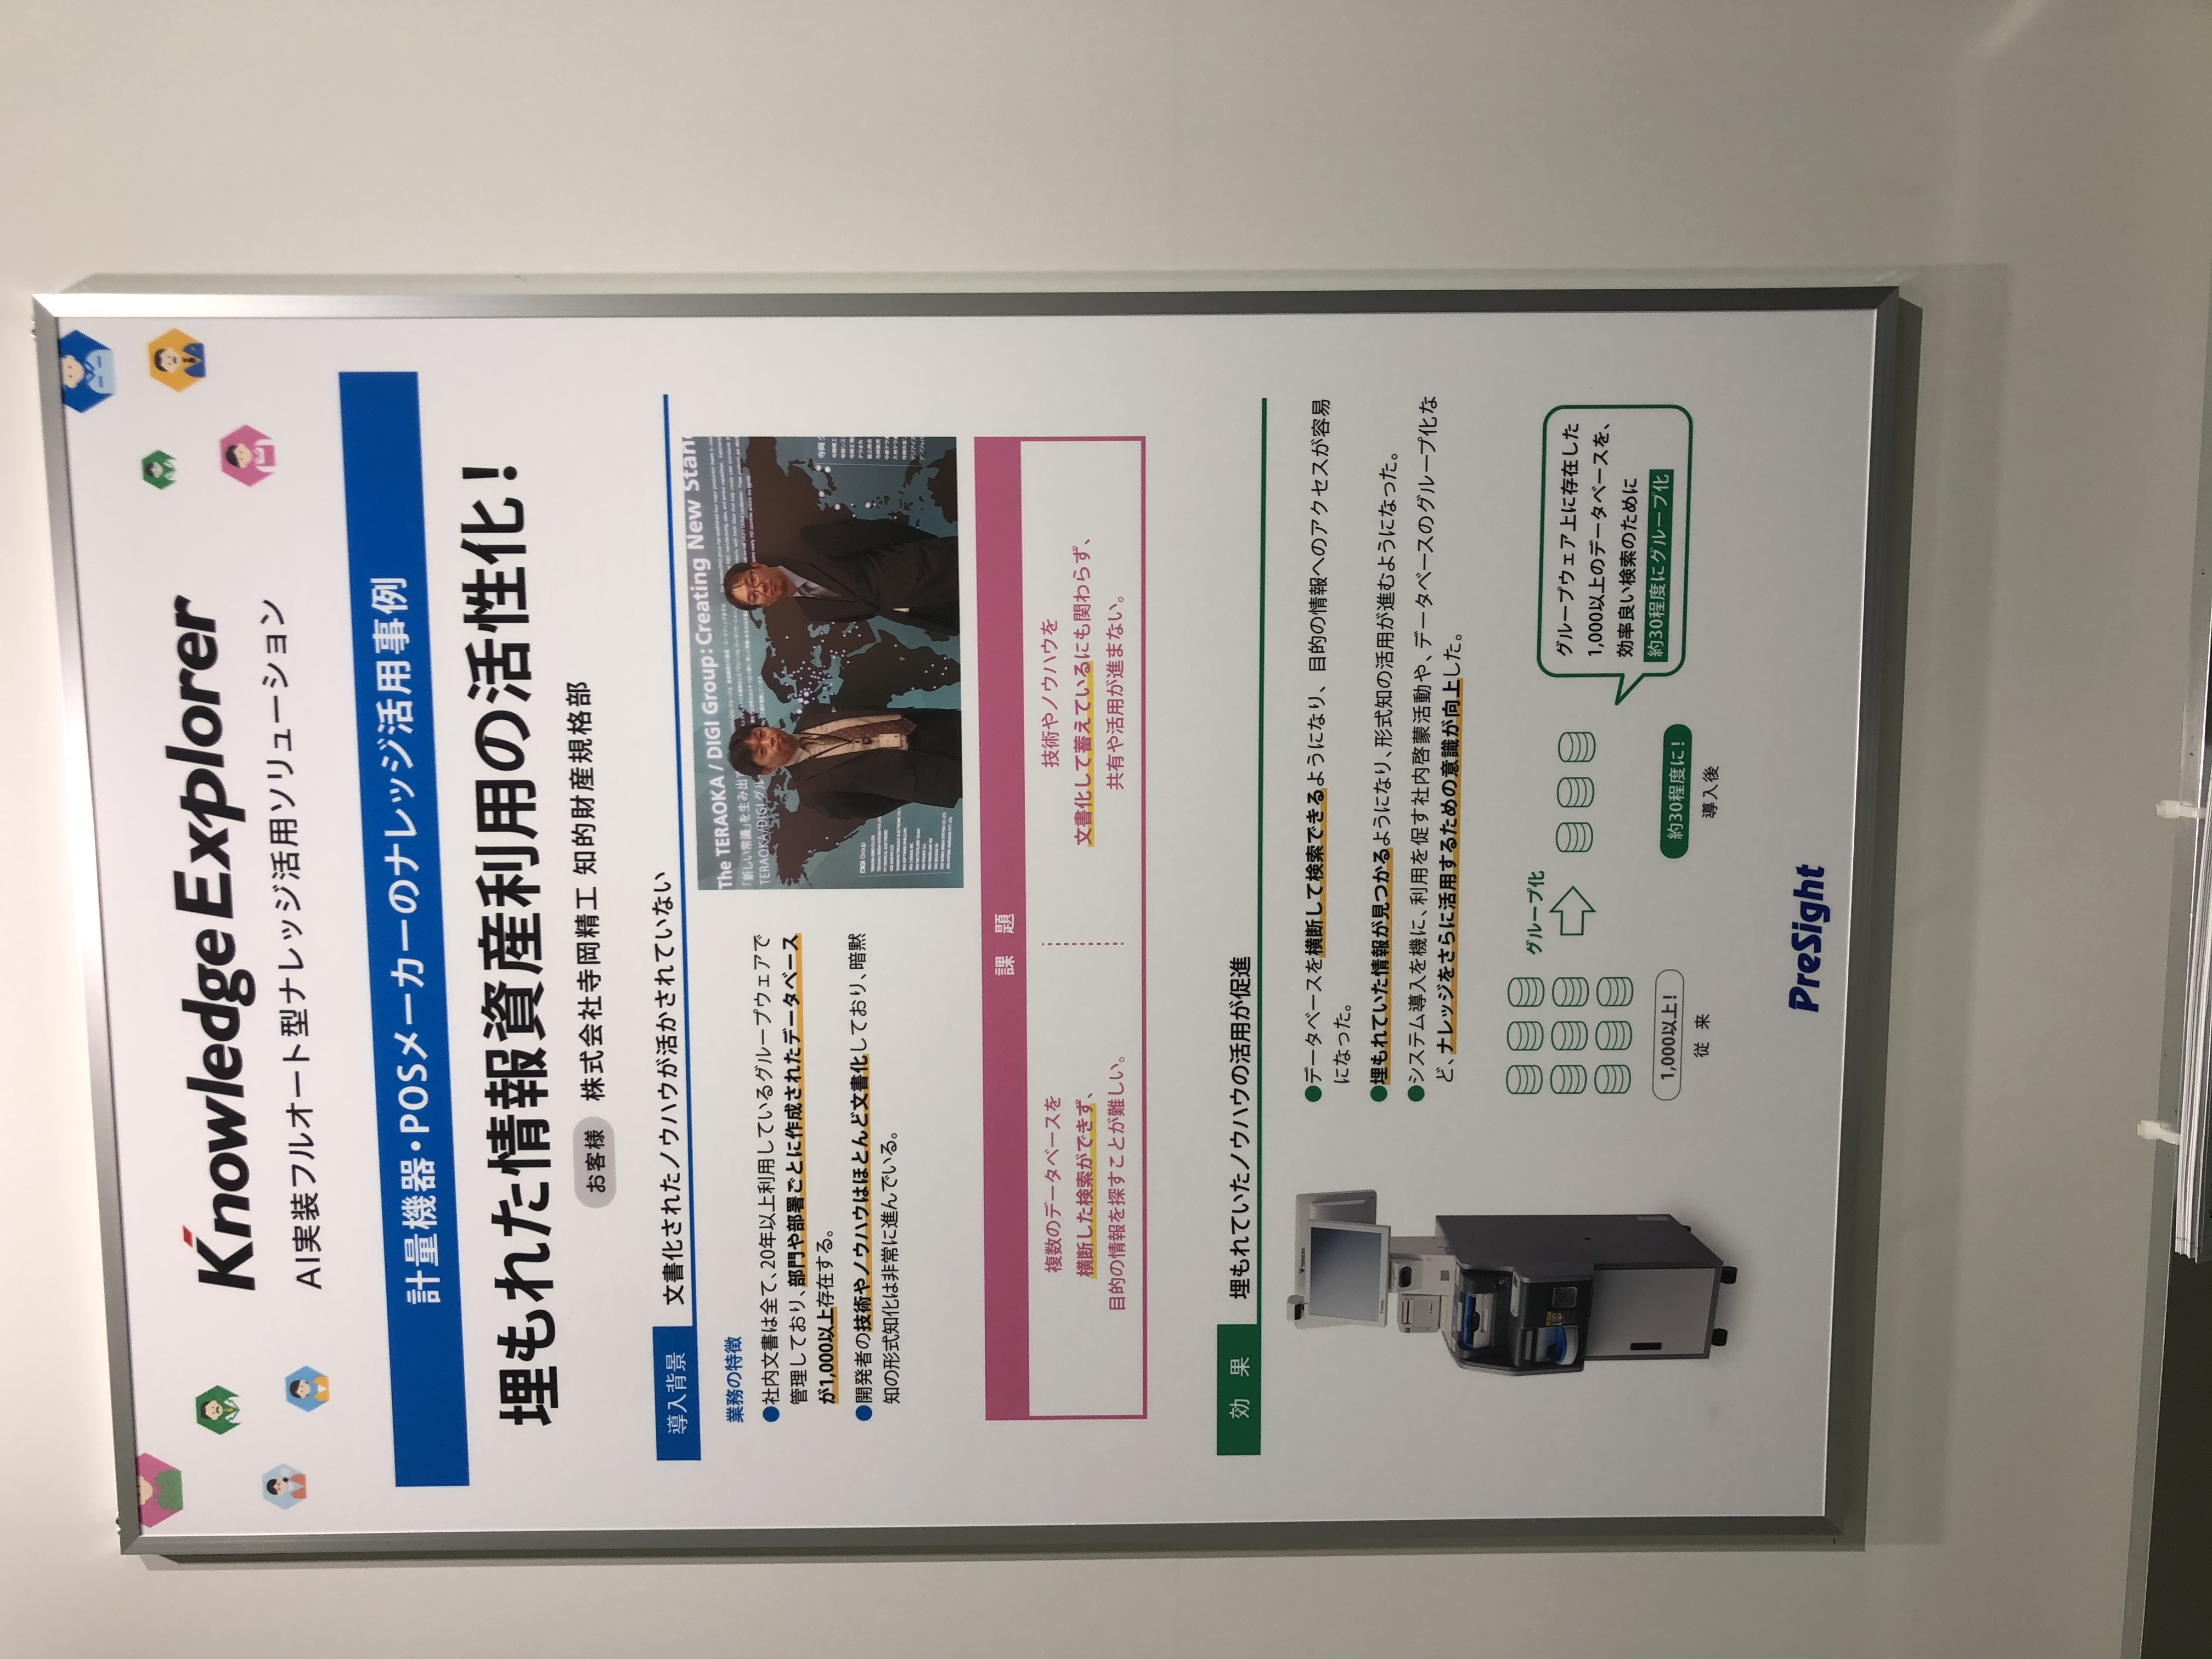 Knowledge Explorer
AI実装フルオート型ナレッジ活用ソリューション
計量機器・POSメーカーのナレッジ活用事例
埋もれた情報資産利用の活性化！
お客様 株式会社寺岡精工 知的財産規格部
導入背景 文書化されたノウハウが活かされていない
業務の特徴
●社内文書は全て、20年以上利用しているグループウェアで
管理しており、部門や部署ごとに作成されたデータベース
が1,000以上存在する。
●開発者の技術やノウハウはほとんど文書化しており、暗黙
知の形式知化は非常に進んでいる。
The TERAOKA / DIGI Group: Creating New Stan
「新しい常識」を生み出
TERAOKA/DIGIグル
DIGI Group
課 題
複数のデータベースを
横断した検索ができず、
目的の情報を探すことが難しい。
技術やノウハウを
文書化して蓄えているにも関わらず、
共有や活用が進まない。
効 果 埋もれていたノウハウの活用が促進
TERAOKA
●データベースを横断して検索できるようになり、目的の情報へのアクセスが容易
になった。
●埋もれていた情報が見つかるようになり、形式知の活用が進むようになった。
●システム導入を機に、利用を促す社内啓蒙活動や、データベースのグループ化な
ど、ナレッジをさらに活用するための意識が向上した。
グループ化
1,000以上！
従 来
約30程度に！
導入後
グループウェア上に存在した
1,000以上のデータベースを、
効率良い検索のために
約30程度にグループ化
PreSight